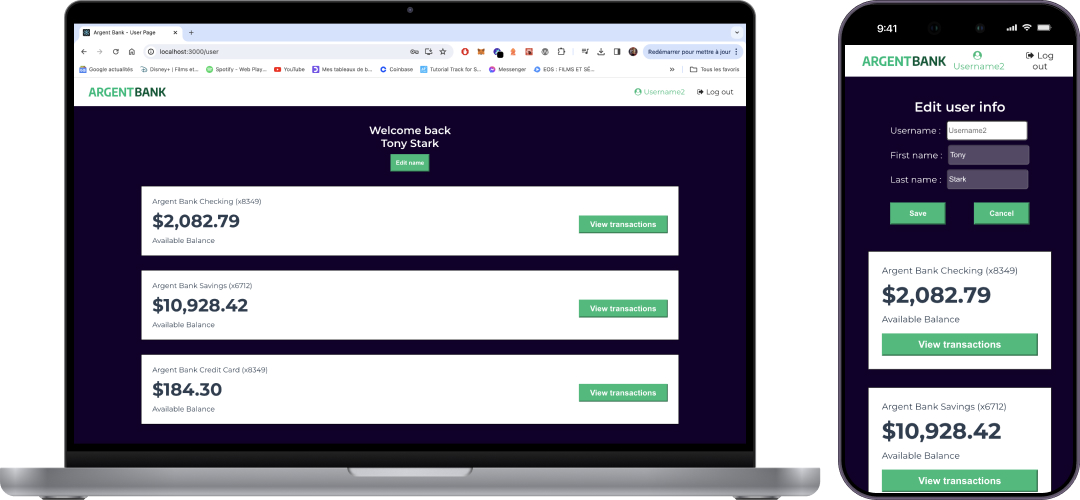 Argent Bank - User Page
localhost:3000/user
Redémarrer pour mettre à jour
Google actualités
Disney+ | Films et...
Spotify - Web Play...
YouTube
Mes tableaux de b...
Coinbase
Tutorial Track for S...
Messenger
EOS : FILMS ET SÉ...
Tous les favoris
ARGENTBANK
Username2
Log out
Welcome back
Tony Stark
Edit name
Argent Bank Checking (x8349)
$2,082.79
Available Balance
View transactions
Argent Bank Savings (x6712)
$10,928.42
Available Balance
View transactions
Argent Bank Credit Card (x8349)
$184.30
Available Balance
View transactions
9:41
ARGENTBANK
Username2
Log
out
Edit user info
Username : Username2
First name : Tony
Last name : Stark
Save
Cancel
Argent Bank Checking (x8349)
$2,082.79
Available Balance
View transactions
Argent Bank Savings (x6712)
$10,928.42
Available Balance
View transactions